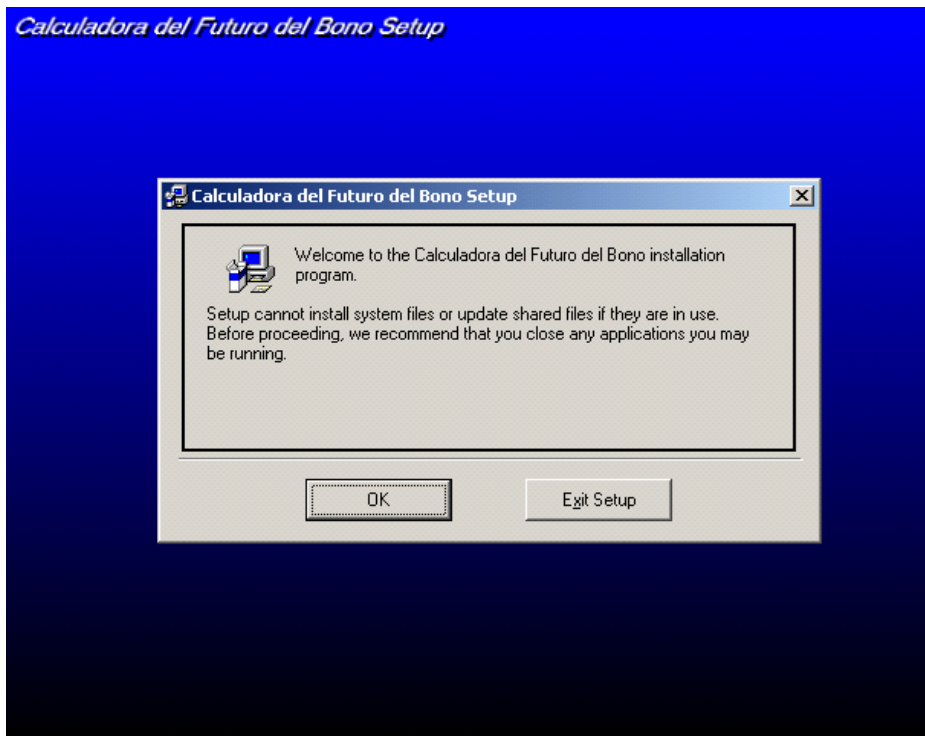 Calculadora del Futuro del Bono Setup
Calculadora del Futuro del Bono Setup
Welcome to the Calculadora del Futuro del Bono installation
program.
Setup cannot install system files or update shared files if they are in use.
Before proceeding, we recommend that you close any applications you may
be running.
OK
Exit Setup